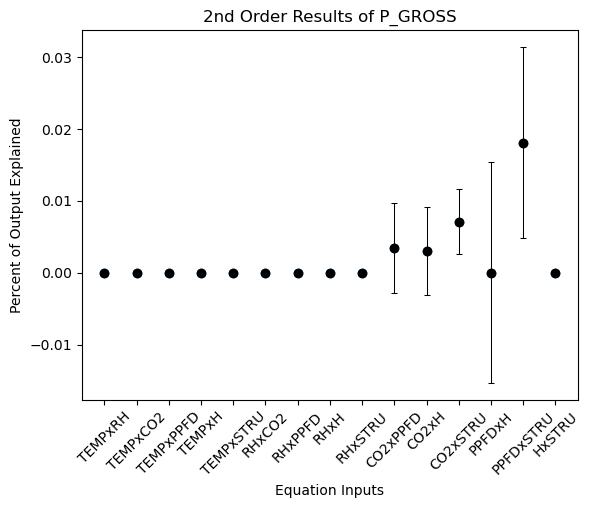 2nd Order Results of P_GROSS
Percent of Output Explained
0.03
0.02
0.01
0.00
−0.01
TEMPxRH
TEMPxCO2
TEMPxPPFD
TEMPxH
TEMPxSTRU
RHxCO2
RHxPPFD
RHxH
RHxSTRU
CO2xPPFD
CO2xH
CO2xSTRU
PPFDxH
PPFDxSTRU
HxSTRU
Equation Inputs